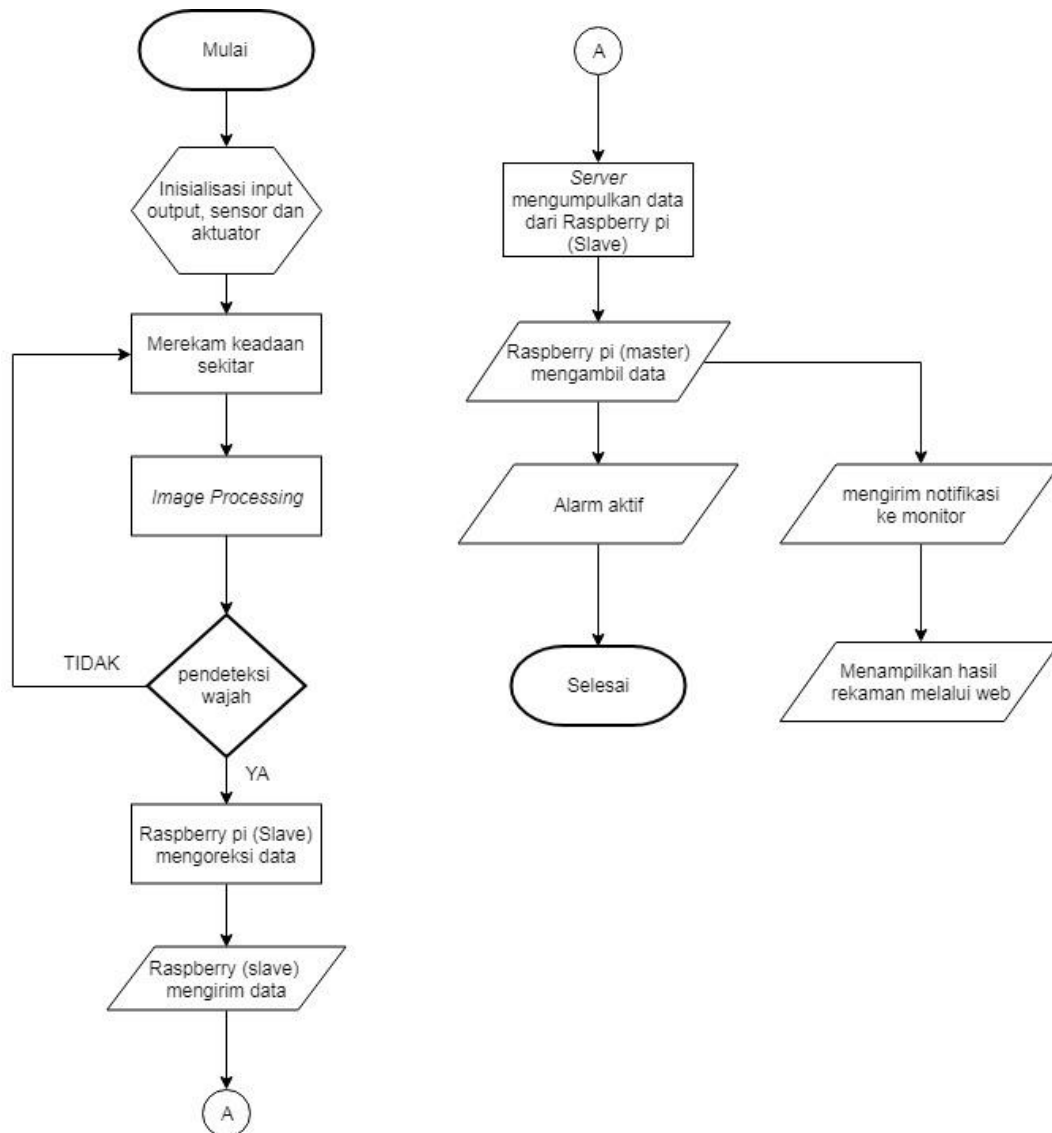 Mulai
Inisialisasi input
output, sensor dan
aktuator
Merekam keadaan
sekitar
Image Processing
pendeteksi
wajah
TIDAK
YA
Raspberry pi (Slave)
mengoreksi data
Raspberry (slave)
mengirim data
A
A
Server
mengumpulkan data
dari Raspberry pi
(Slave)
Raspberry pi (master)
mengambil data
Alarm aktif
Selesai
mengirim notifikasi
ke monitor
Menampilkan hasil
rekaman melalui web